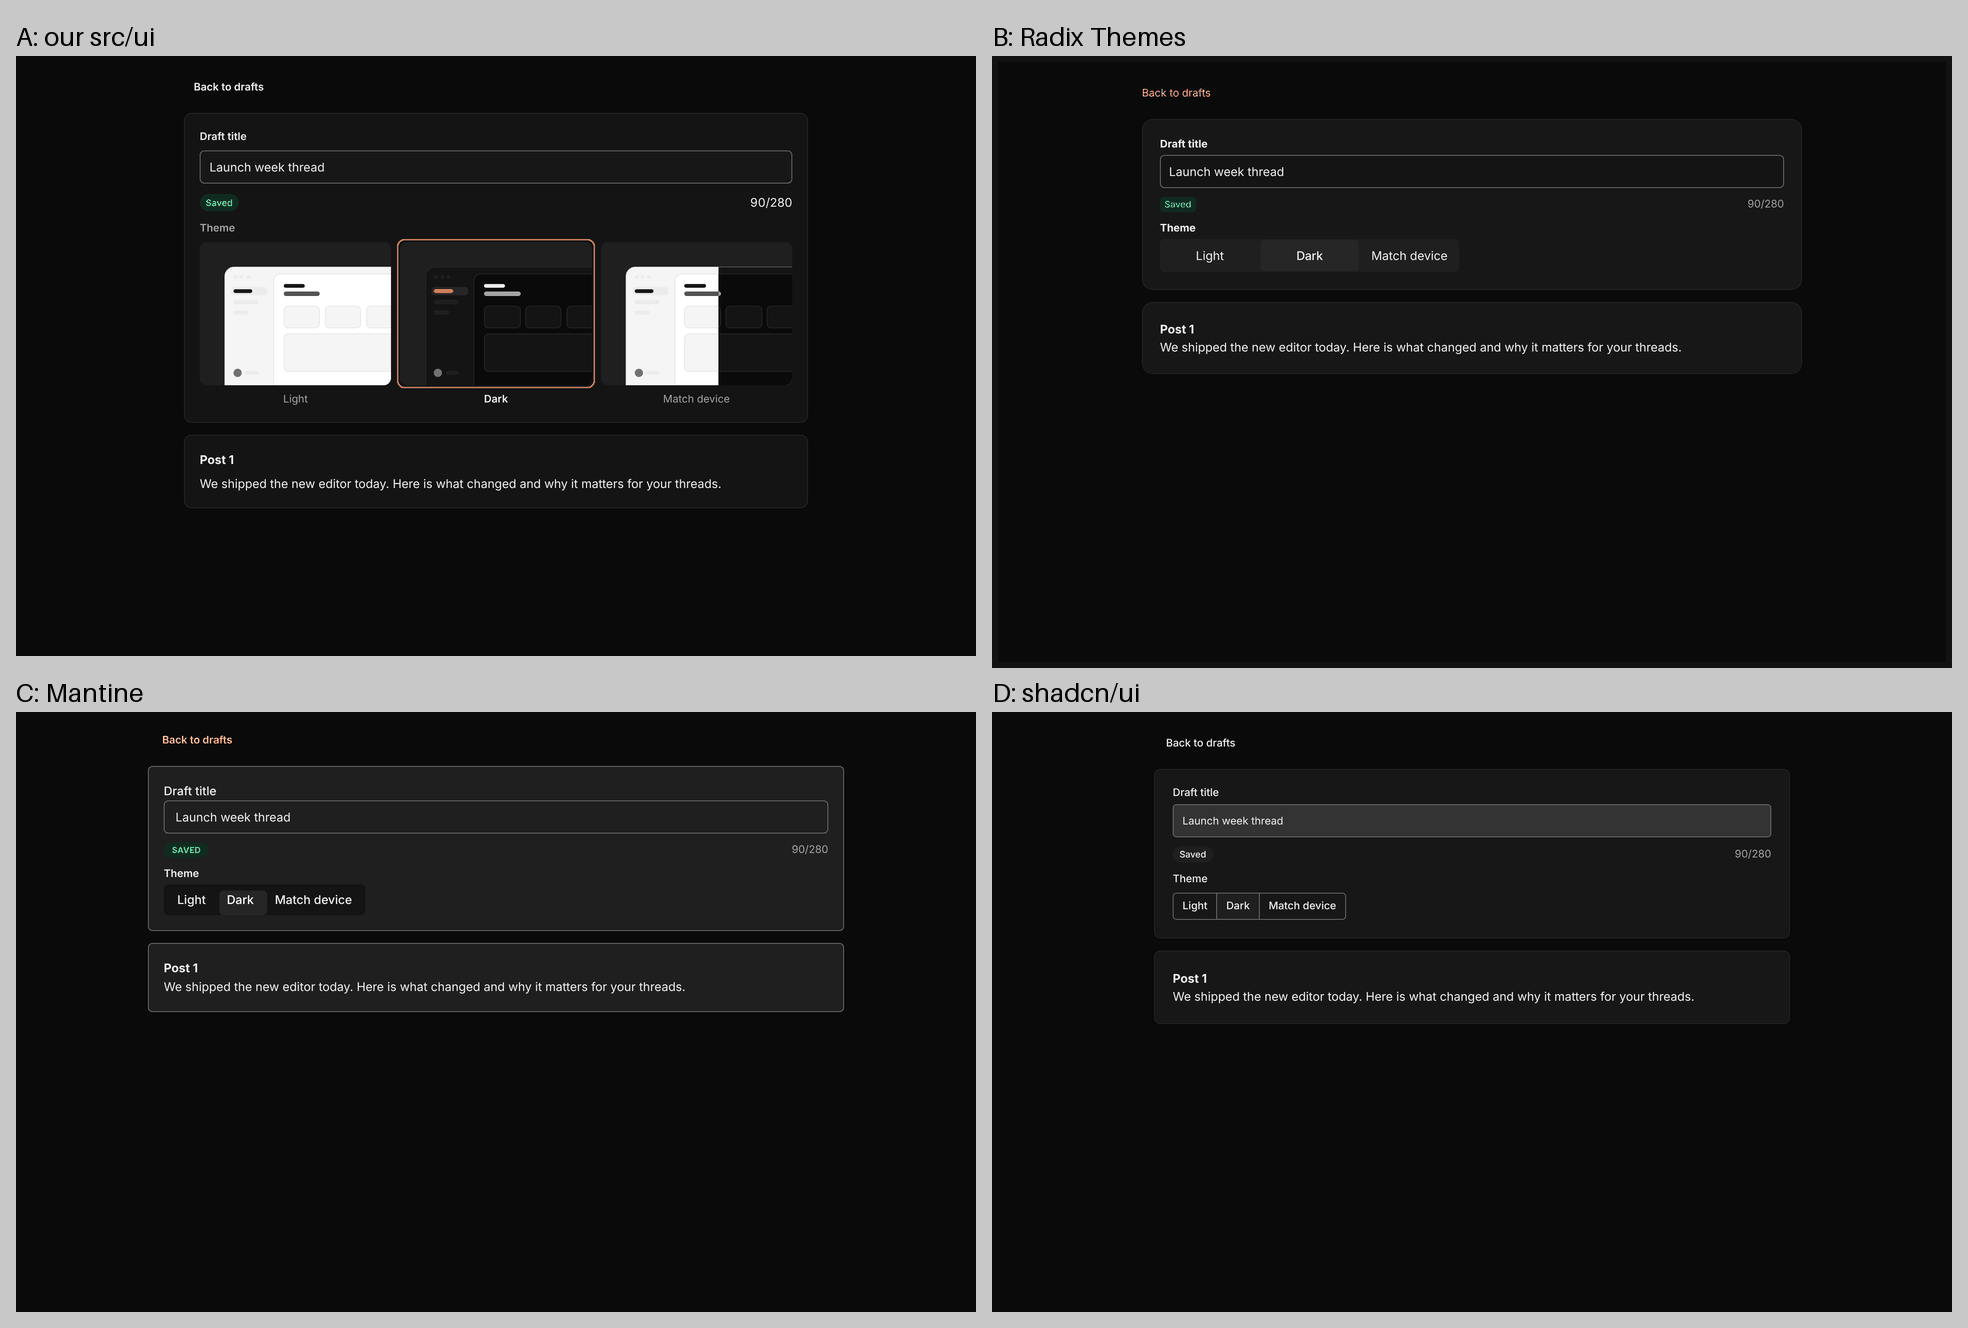 A: our src/ui
Back to drafts
Draft title
Launch week thread
Saved 90/280
Theme
Light Dark Match device
Post 1
We shipped the new editor today. Here is what changed and why it matters for your threads.
B: Radix Themes
Back to drafts
Draft title
Launch week thread
Saved 90/280
Theme
Light Dark Match device
Post 1
We shipped the new editor today. Here is what changed and why it matters for your threads.
C: Mantine
Back to drafts
Draft title
Launch week thread
SAVED 90/280
Theme
Light Dark Match device
Post 1
We shipped the new editor today. Here is what changed and why it matters for your threads.
D: shadcn/ui
Back to drafts
Draft title
Launch week thread
Saved 90/280
Theme
Light Dark Match device
Post 1
We shipped the new editor today. Here is what changed and why it matters for your threads.